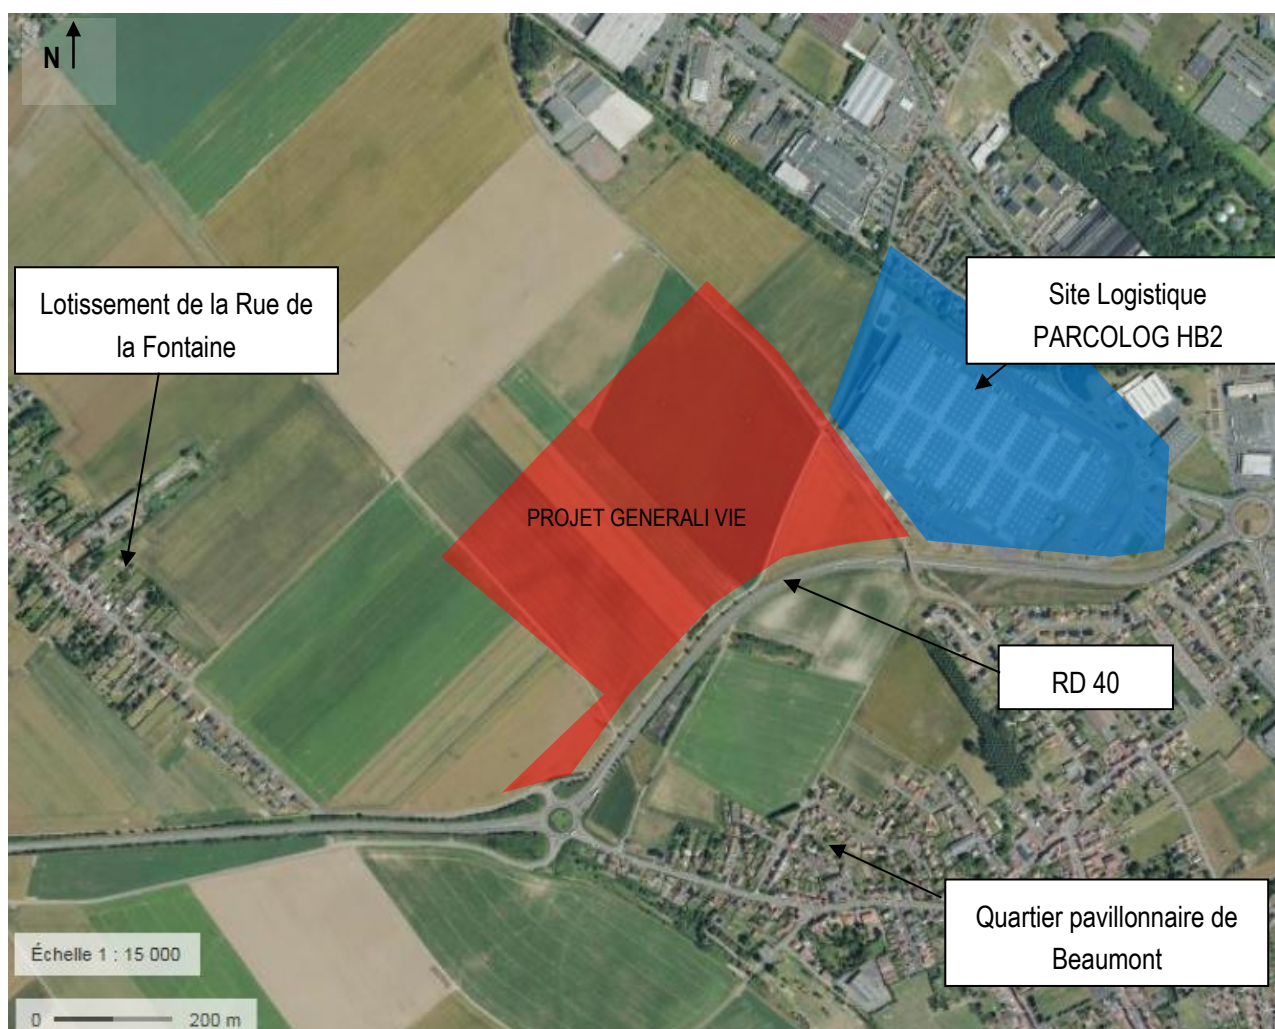 N
Lotissement de la Rue de
la Fontaine
Site Logistique
PARCOLOG HB2
PROJET GENERALI VIE
RD 40
Quartier pavillonnaire de
Beaumont
Échelle 1 : 15 000
0 200 m